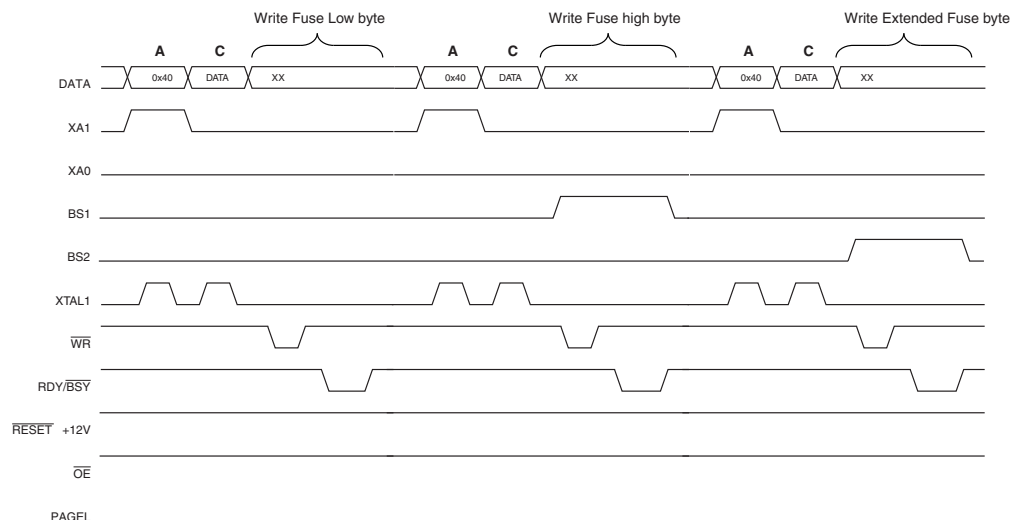 Write Fuse Low byte Write Fuse high byte Write Extended Fuse byte
A C A C A C
DATA 0x40 DATA XX 0x40 DATA XX 0x40 DATA XX
XA1
XA0
BS1
BS2
XTAL1
WR
RDY/BSY
RESET +12V
OE
PAGEL